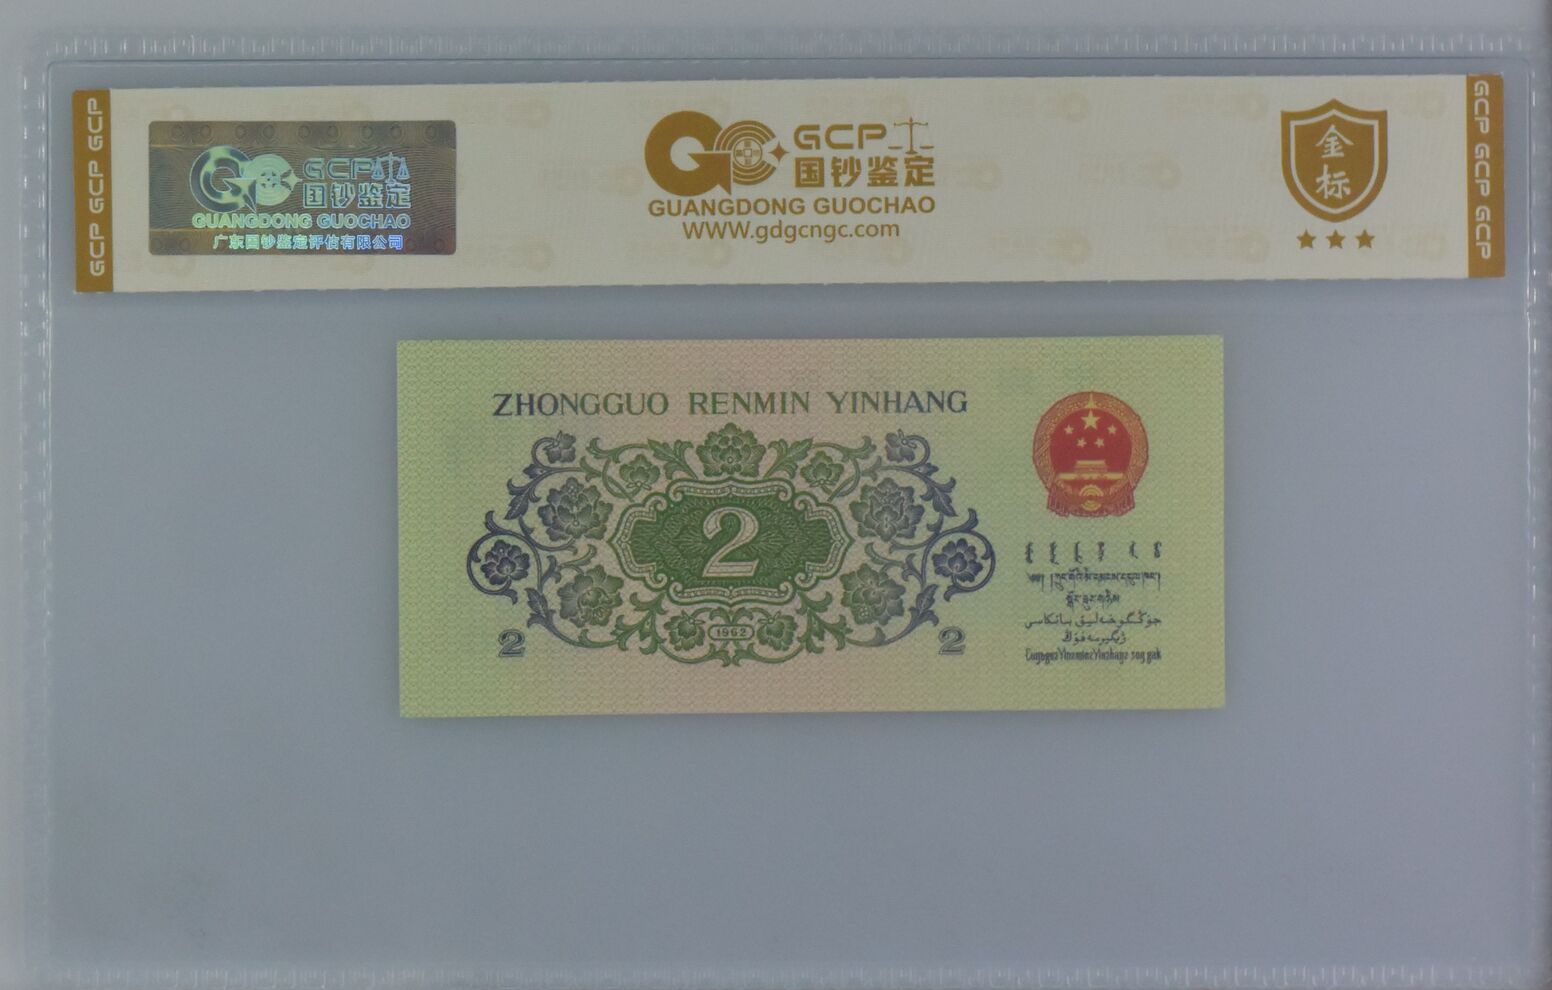 GCP GCP GCP
GCP
国钞鉴定
GUANGDONG GUOCHAO
广东国钞鉴定评估有限公司
GCP
国钞鉴定
GUANGDONG GUOCHAO
WWW.gdgcngc.com
金
标
GCP GCP GCP
ZHONGGUO RENMIN YINHANG
2
1962
2
2